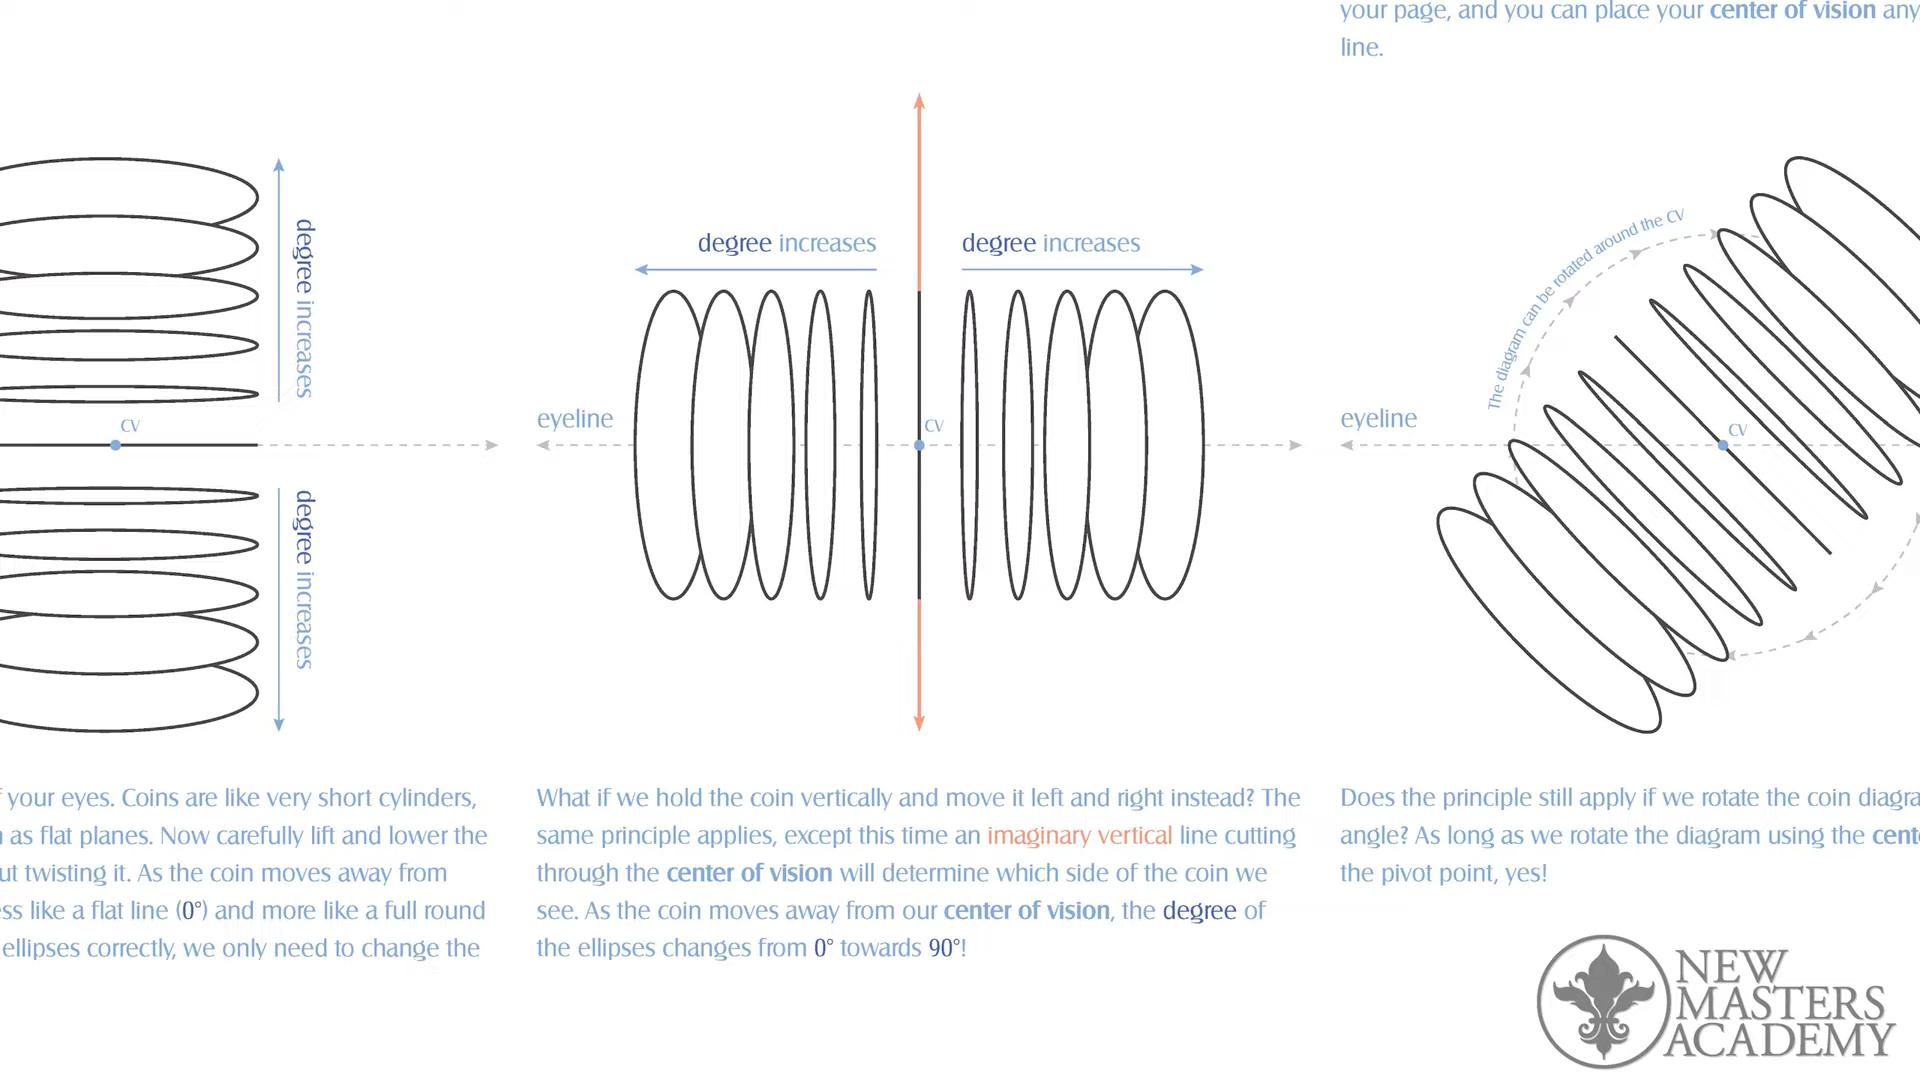 your page, and you can place your center of vision any
line.
degree increases
CV
degree increases
of your eyes. Coins are like very short cylinders,
as flat planes. Now carefully lift and lower the
ut twisting it. As the coin moves away from
ess like a flat line (0°) and more like a full round
ellipses correctly, we only need to change the
degree increases
degree increases
eyeline
CV
What if we hold the coin vertically and move it left and right instead? The
same principle applies, except this time an imaginary vertical line cutting
through the center of vision will determine which side of the coin we
see. As the coin moves away from our center of vision, the degree of
the ellipses changes from 0° towards 90°!
The diagram can be rotated around the CV
eyeline
CV
Does the principle still apply if we rotate the coin diagra
angle? As long as we rotate the diagram using the cent
the pivot point, yes!
NEW
MASTERS
ACADEMY